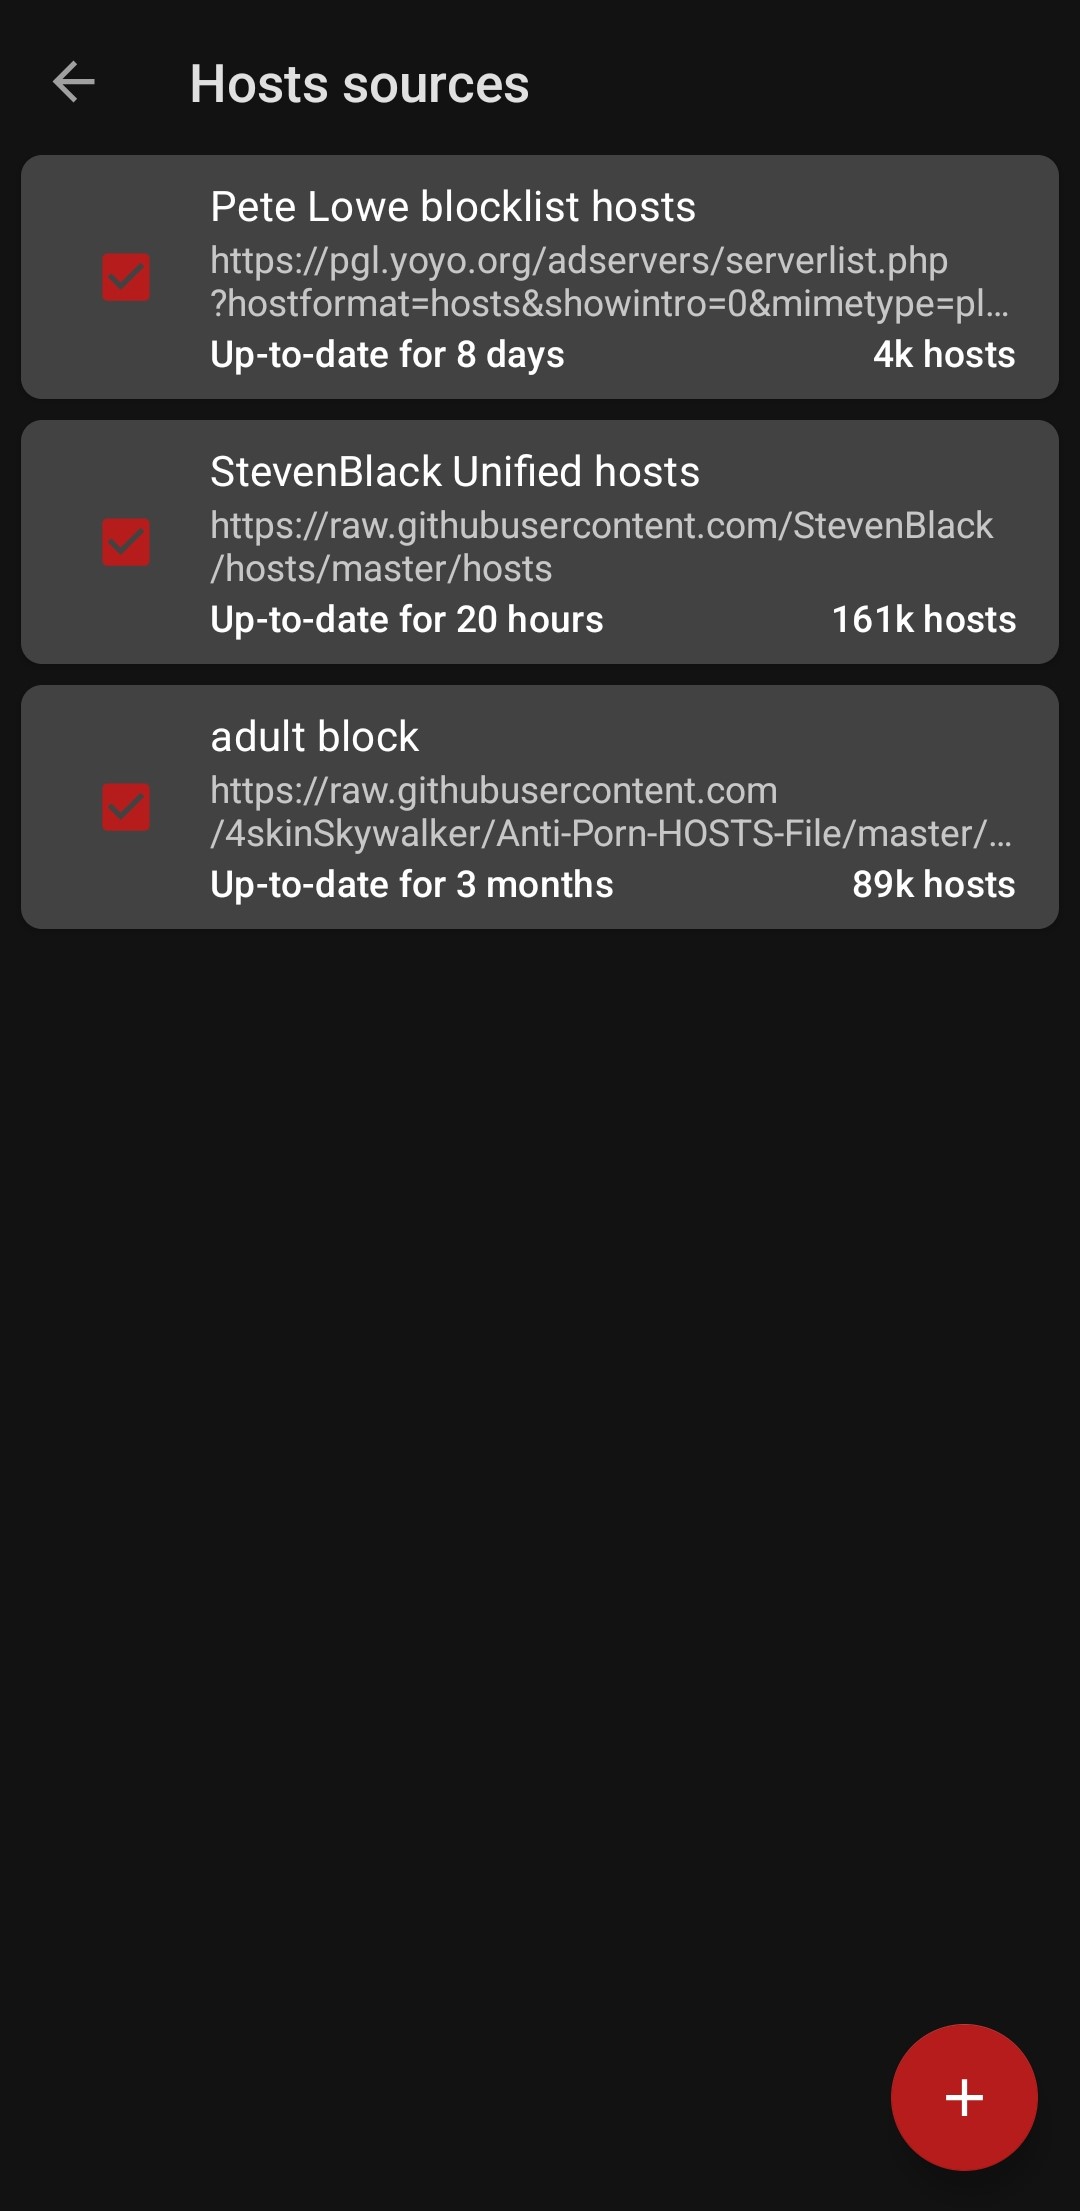 Hosts sources
Pete Lowe blocklist hosts
https://pgl.yoyo.org/adservers/serverlist.php
?hostformat=hosts&showintro=0&mimetype=pl...
Up-to-date for 8 days 4k hosts
StevenBlack Unified hosts
https://raw.githubusercontent.com/StevenBlack
/hosts/master/hosts
Up-to-date for 20 hours 161k hosts
adult block
https://raw.githubusercontent.com
/4skinSkywalker/Anti-Porn-HOSTS-File/master/...
Up-to-date for 3 months 89k hosts